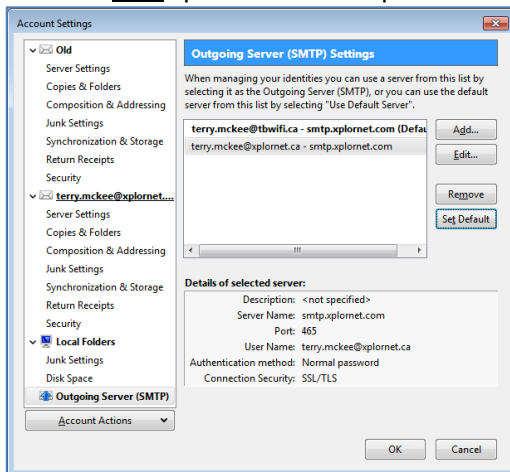 Account Settings
Old
Server Settings
Copies & Folders
Composition & Addressing
Junk Settings
Synchronization & Storage
Return Receipts
Security
terry.mckee@xplornet....
Server Settings
Copies & Folders
Composition & Addressing
Junk Settings
Synchronization & Storage
Return Receipts
Security
Local Folders
Junk Settings
Disk Space
Outgoing Server (SMTP)
Account Actions
Outgoing Server (SMTP) Settings
When managing your identities you can use a server from this list by
selecting it as the Outgoing Server (SMTP), or you can use the default
server from this list by selecting "Use Default Server".
terry.mckee@tbwifi.ca - smtp.xplornet.com (Defau
terry.mckee@xplornet.ca - smtp.xplornet.com
Add...
Edit...
Remove
Set Default
Details of selected server:
Description: <not specified>
Server Name: smtp.xplornet.com
Port: 465
User Name: terry.mckee@xplornet.ca
Authentication method: Normal password
Connection Security: SSL/TLS
OK
Cancel